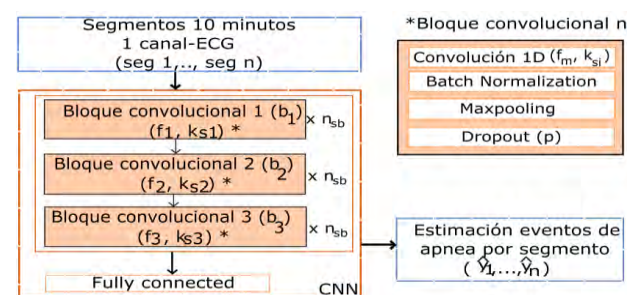 Segmentos 10 minutos
1 canal-ECG
(seg 1,.., seg n)
Bloque convolucional 1 (b1)
(f1, ks1) *
x nsb
Bloque convolucional 2 (b2)
(f2, ks2) *
x nsb
Bloque convolucional 3 (b3)
(f3, ks3) *
x nsb
Fully connected
CNN
*Bloque convolucional n
Convolución 1D (fm, ksi)
Batch Normalization
Maxpooling
Dropout (p)
Estimación eventos de
apnea por segmento
( ŷ1,...,ŷn )